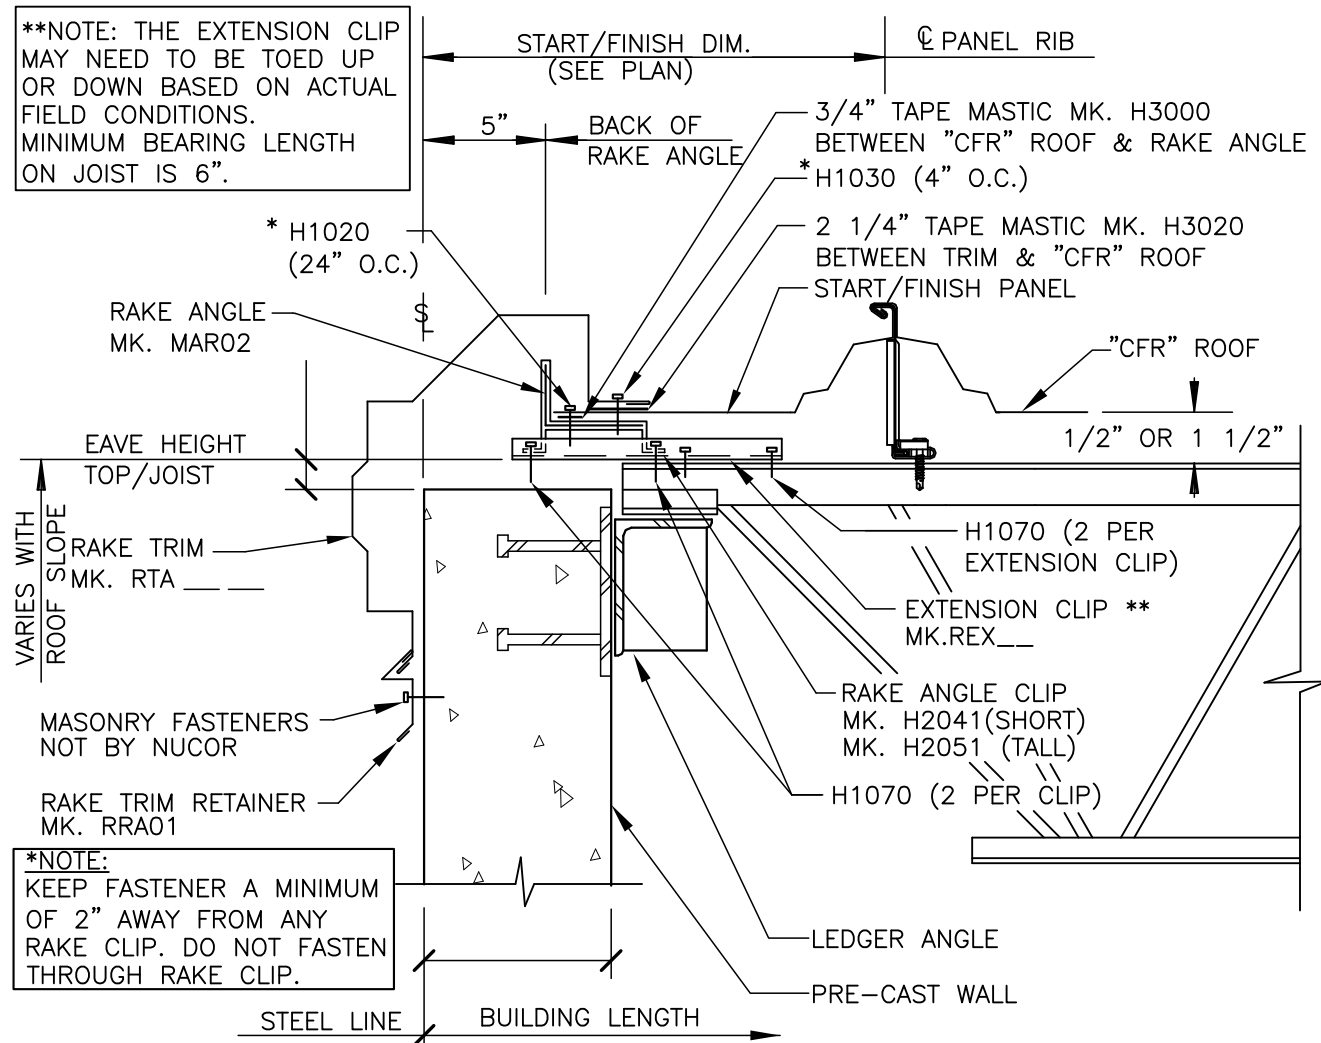 **NOTE: THE EXTENSION CLIP
MAY NEED TO BE TOED UP
OR DOWN BASED ON ACTUAL
FIELD CONDITIONS.
MINIMUM BEARING LENGTH
ON JOIST IS 6".
START/FINISH DIM.
(SEE PLAN)
℄ PANEL RIB
5"
BACK OF
RAKE ANGLE
3/4" TAPE MASTIC MK. H3000
BETWEEN "CFR" ROOF & RAKE ANGLE
* H1030 (4" O.C.)
* H1020
(24" O.C.)
2 1/4" TAPE MASTIC MK. H3020
BETWEEN TRIM & "CFR" ROOF
START/FINISH PANEL
RAKE ANGLE
MK. MAR02
SL
"CFR" ROOF
1/2" OR 1 1/2"
EAVE HEIGHT
TOP/JOIST
VARIES WITH
ROOF SLOPE
RAKE TRIM
MK. RTA ___ ___
H1070 (2 PER
EXTENSION CLIP)
EXTENSION CLIP **
MK.REX__
RAKE ANGLE CLIP
MK. H2041(SHORT)
MK. H2051 (TALL)
MASONRY FASTENERS
NOT BY NUCOR
H1070 (2 PER CLIP)
RAKE TRIM RETAINER
MK. RRA01
*NOTE:
KEEP FASTENER A MINIMUM
OF 2" AWAY FROM ANY
RAKE CLIP. DO NOT FASTEN
THROUGH RAKE CLIP.
LEDGER ANGLE
PRE-CAST WALL
STEEL LINE
BUILDING LENGTH